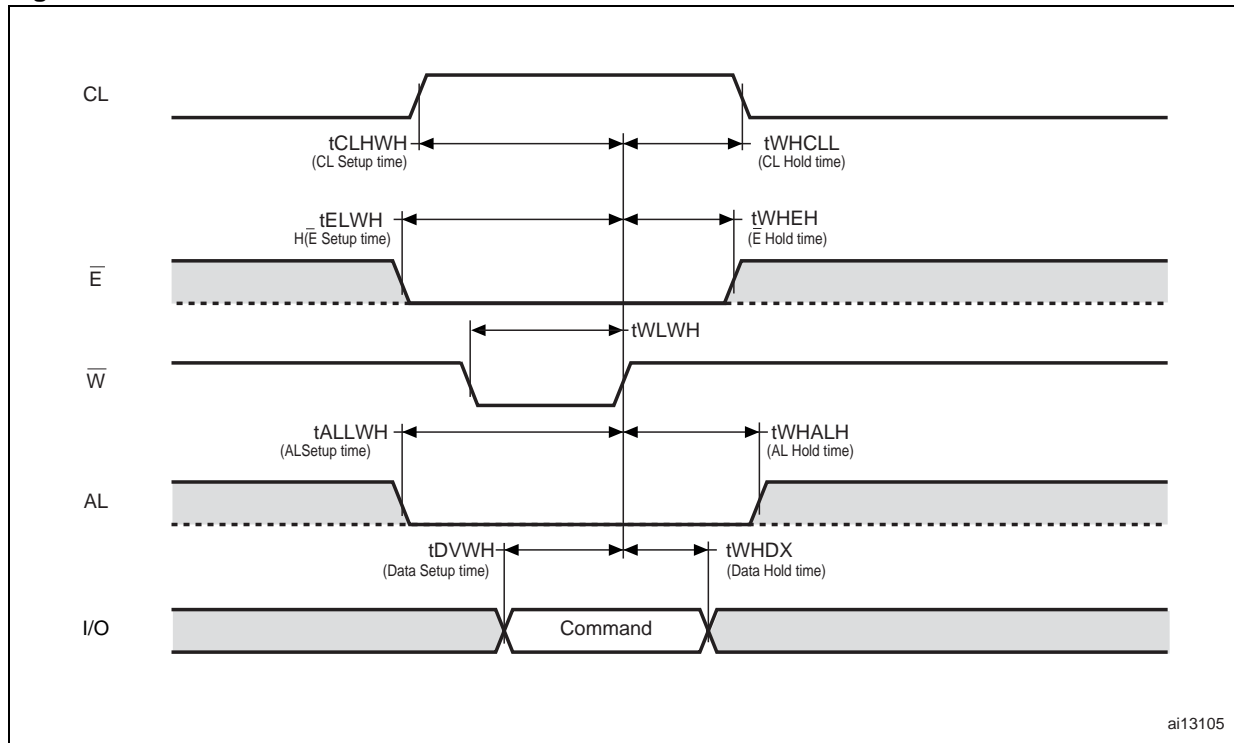 CL
tCLHWH
(CL Setup time)
tWHCLL
(CL Hold time)
tELWH
H(E̅ Setup time)
tWHEH
(E̅ Hold time)
E̅
tWLWH
W̅
tALLWH
(ALSetup time)
tWHALH
(AL Hold time)
AL
tDVWH
(Data Setup time)
tWHDX
(Data Hold time)
I/O
Command
ai13105